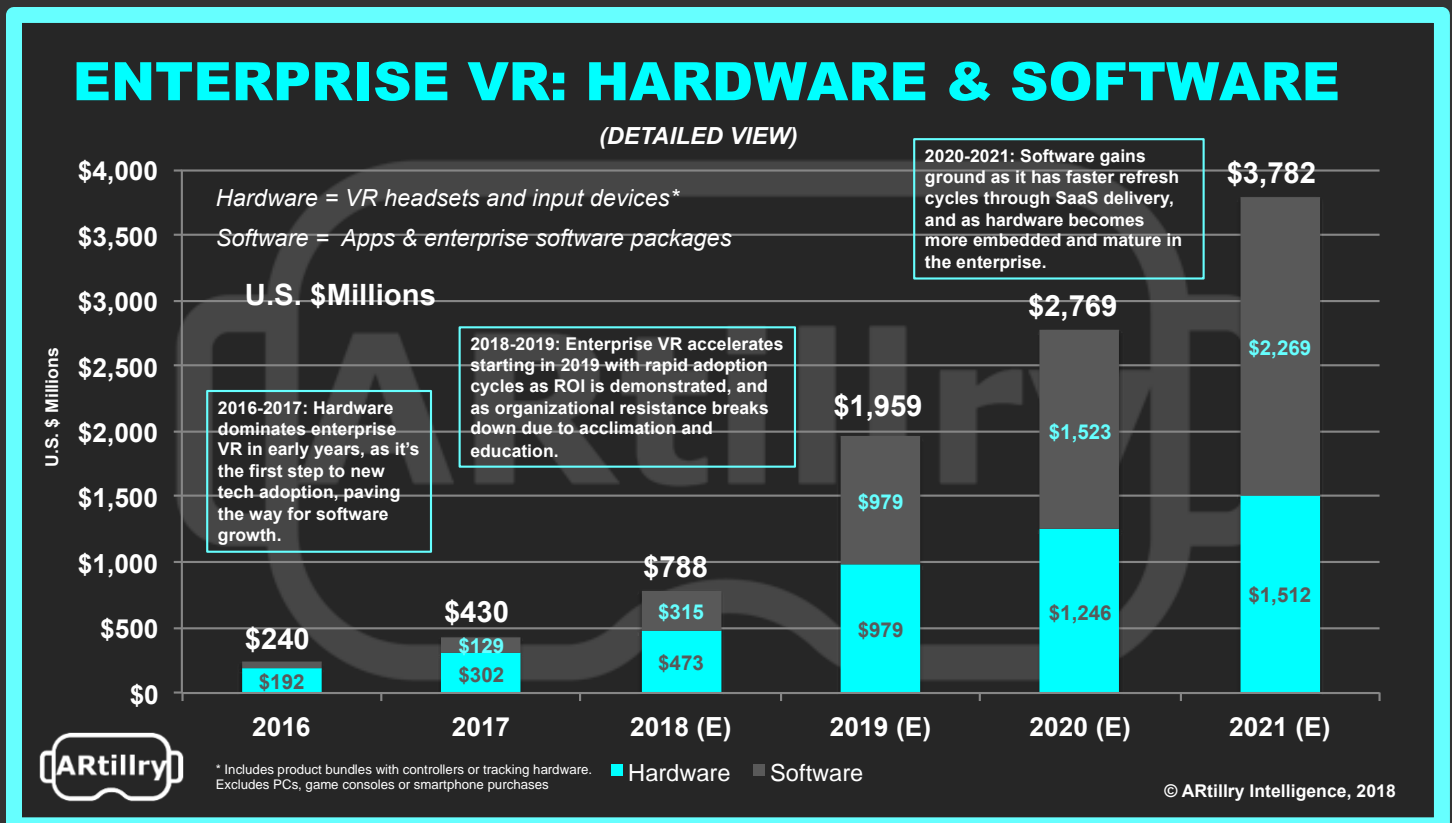 ENTERPRISE VR: HARDWARE & SOFTWARE
(DETAILED VIEW)
Hardware = VR headsets and input devices*
Software = Apps & enterprise software packages
U.S. $Millions
2016-2017: Hardware
dominates enterprise
VR in early years, as it's
the first step to new
tech adoption, paving
the way for software
growth.
2018-2019: Enterprise VR accelerates
starting in 2019 with rapid adoption
cycles as ROI is demonstrated, and
as organizational resistance breaks
down due to acclimation and
education.
2020-2021: Software gains
ground as it has faster refresh
cycles through SaaS delivery,
and as hardware becomes
more embedded and mature in
the enterprise.
U.S. $ Millions
$4,000
$3,500
$3,000
$2,500
$2,000
$1,500
$1,000
$500
$0
$240
$192
$430
$129
$302
$788
$315
$473
$1,959
$979
$979
$2,769
$1,523
$1,246
$3,782
$2,269
$1,512
2016
2017
2018 (E)
2019 (E)
2020 (E)
2021 (E)
ARtillry
ARtillry
* Includes product bundles with controllers or tracking hardware.
Excludes PCs, game consoles or smartphone purchases
Hardware
Software
© ARtillry Intelligence, 2018